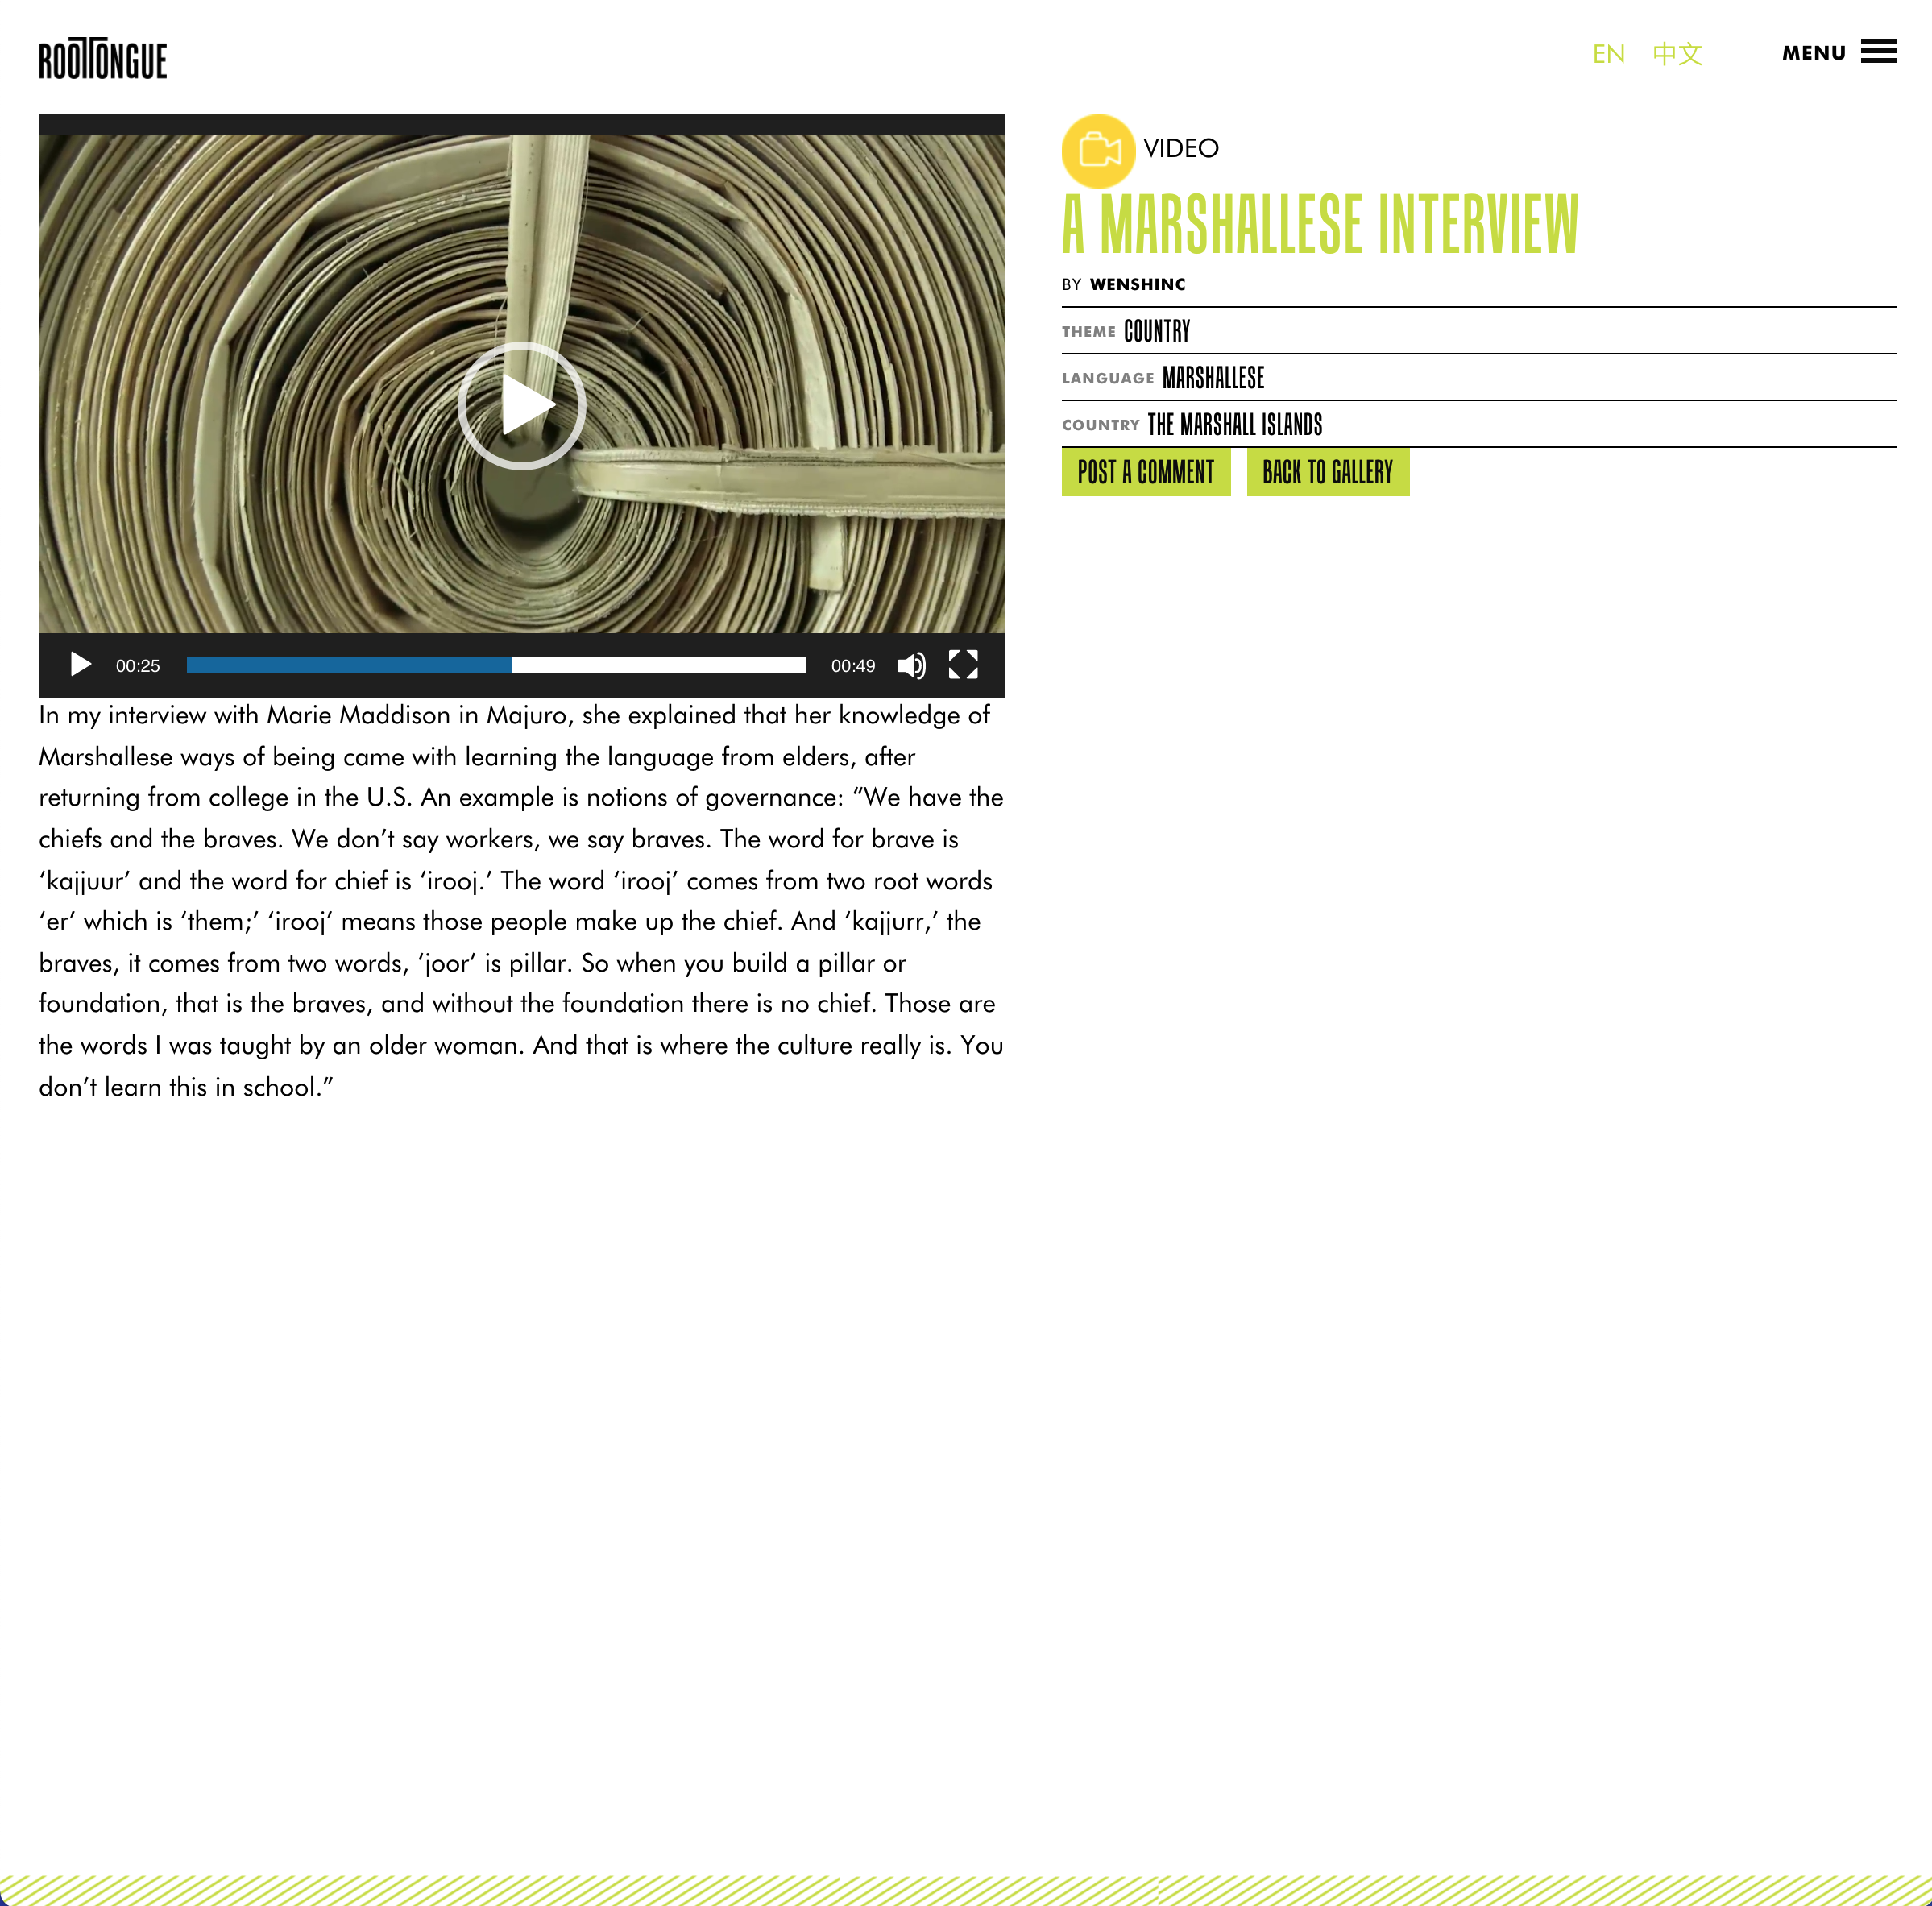 ROOTTONGUE
EN 中文 MENU
00:25 00:49
In my interview with Marie Maddison in Majuro, she explained that her knowledge of
Marshallese ways of being came with learning the language from elders, after
returning from college in the U.S. An example is notions of governance: “We have the
chiefs and the braves. We don’t say workers, we say braves. The word for brave is
‘kajjuur’ and the word for chief is ‘irooj.’ The word ‘irooj’ comes from two root words
‘er’ which is ‘them;’ ‘irooj’ means those people make up the chief. And ‘kajjurr,’ the
braves, it comes from two words, ‘joor’ is pillar. So when you build a pillar or
foundation, that is the braves, and without the foundation there is no chief. Those are
the words I was taught by an older woman. And that is where the culture really is. You
don’t learn this in school.”
VIDEO
A MARSHALLESE INTERVIEW
BY WENSHINC
THEME COUNTRY
LANGUAGE MARSHALLESE
COUNTRY THE MARSHALL ISLANDS
POST A COMMENT BACK TO GALLERY